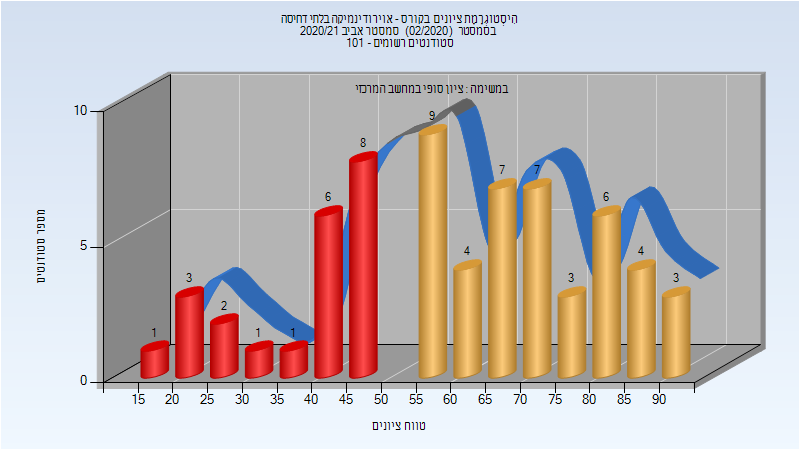 היסטוגרמת ציונים בקורס - אוירודינמיקה בלתי דחיסה
בסמסטר (02/2020) סמסטר אביב 2020/21
סטודנטים רשומים - 101
במשימה : ציון סופי במחשב המרכזי
מספר סטודנטים
10
5
0
1
3
2
1
1
6
8
9
4
7
7
3
6
4
3
15 20 25 30 35 40 45 50 55 60 65 70 75 80 85 90
טווח ציונים